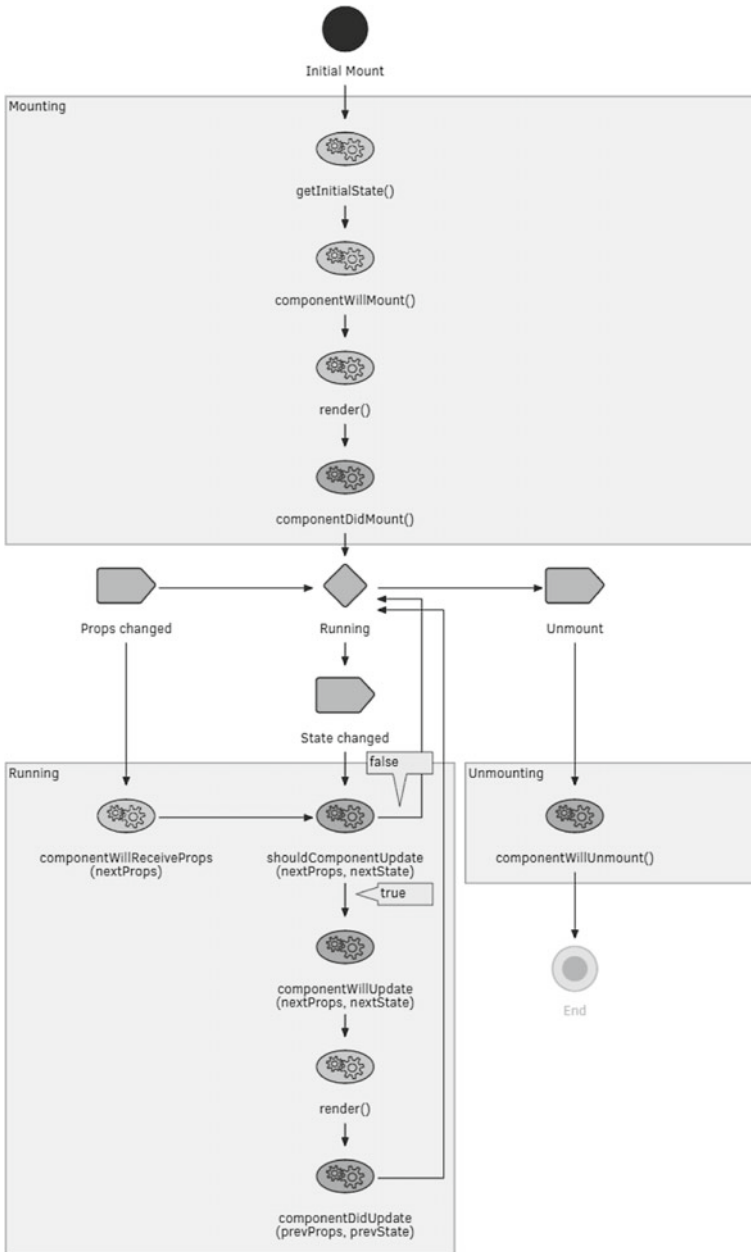 Initial Mount
Mounting
getInitialState()
componentWillMount()
render()
componentDidMount()
Props changed
Running
Unmount
State changed
Running
false
Unmounting
componentWillReceiveProps
(nextProps)
shouldComponentUpdate
(nextProps, nextState)
componentWillUnmount()
true
componentWillUpdate
(nextProps, nextState)
End
render()
componentDidUpdate
(prevProps, prevState)